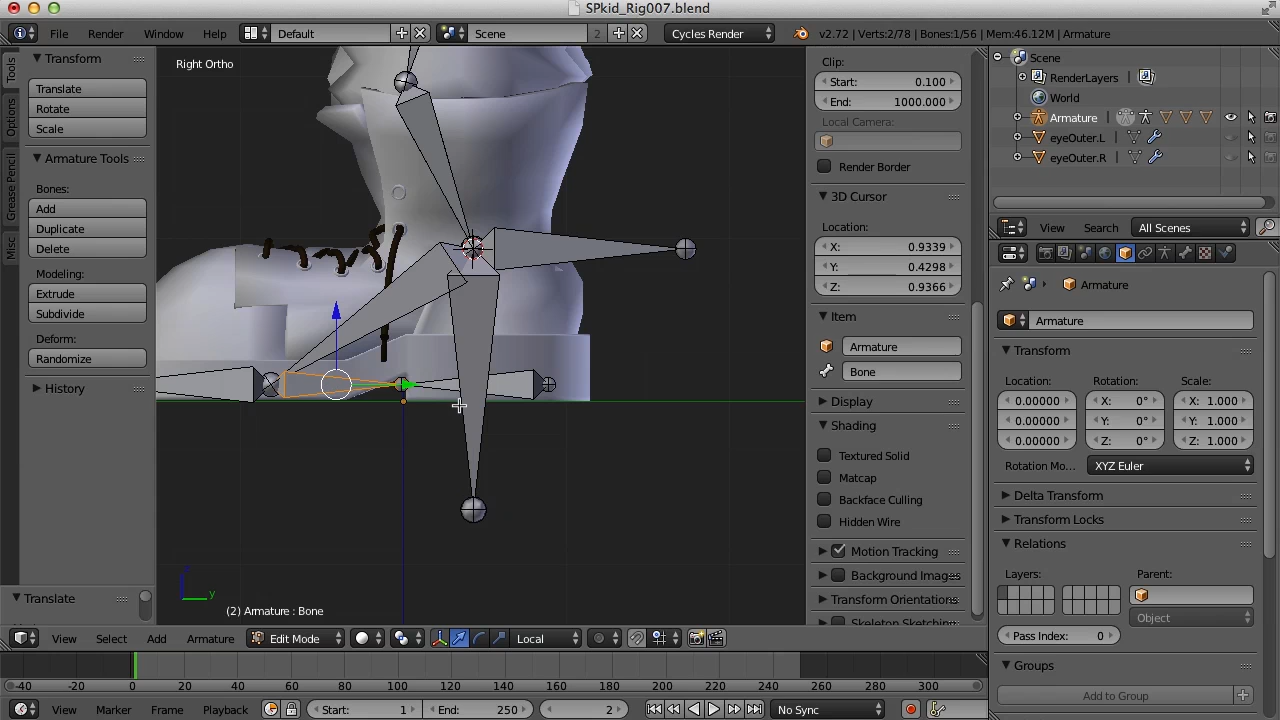 SPkid_Rig007.blend
File Render Window Help Default Scene 2 Cycles Render v2.72 | Verts:2/78 | Bones:1/56 | Mem:46.12M | Armature
Tools
Options
Grease Pencil
Misc
Transform
Translate
Rotate
Scale
Armature Tools
Bones:
Add
Duplicate
Delete
Modeling:
Extrude
Subdivide
Deform:
Randomize
History
Translate
Right Ortho
y
(2) Armature : Bone
Clip:
Start: 0.100
End: 1000.000
Local Camera:
Render Border
3D Cursor
Location:
X: 0.9339
Y: 0.4298
Z: 0.9366
Item
Armature
Bone
Display
Shading
Textured Solid
Matcap
Backface Culling
Hidden Wire
Motion Tracking
Background Images
Transform Orientations
Skeleton Sketching
Scene
RenderLayers
World
Armature
eyeOuter.L
eyeOuter.R
View Search All Scenes
Armature
Armature
Transform
Location: Rotation: Scale:
0.00000 X: 0° X: 1.000
0.00000 Y: 0° Y: 1.000
0.00000 Z: 0° Z: 1.000
Rotation Mo... XYZ Euler
Delta Transform
Transform Locks
Relations
Layers: Parent:
Object
Pass Index: 0
Groups
Add to Group
View Select Add Armature Edit Mode Local
-40 -20 0 20 40 60 80 100 120 140 160 180 200 220 240 260 280 300
View Marker Frame Playback Start: 1 End: 250 2 No Sync